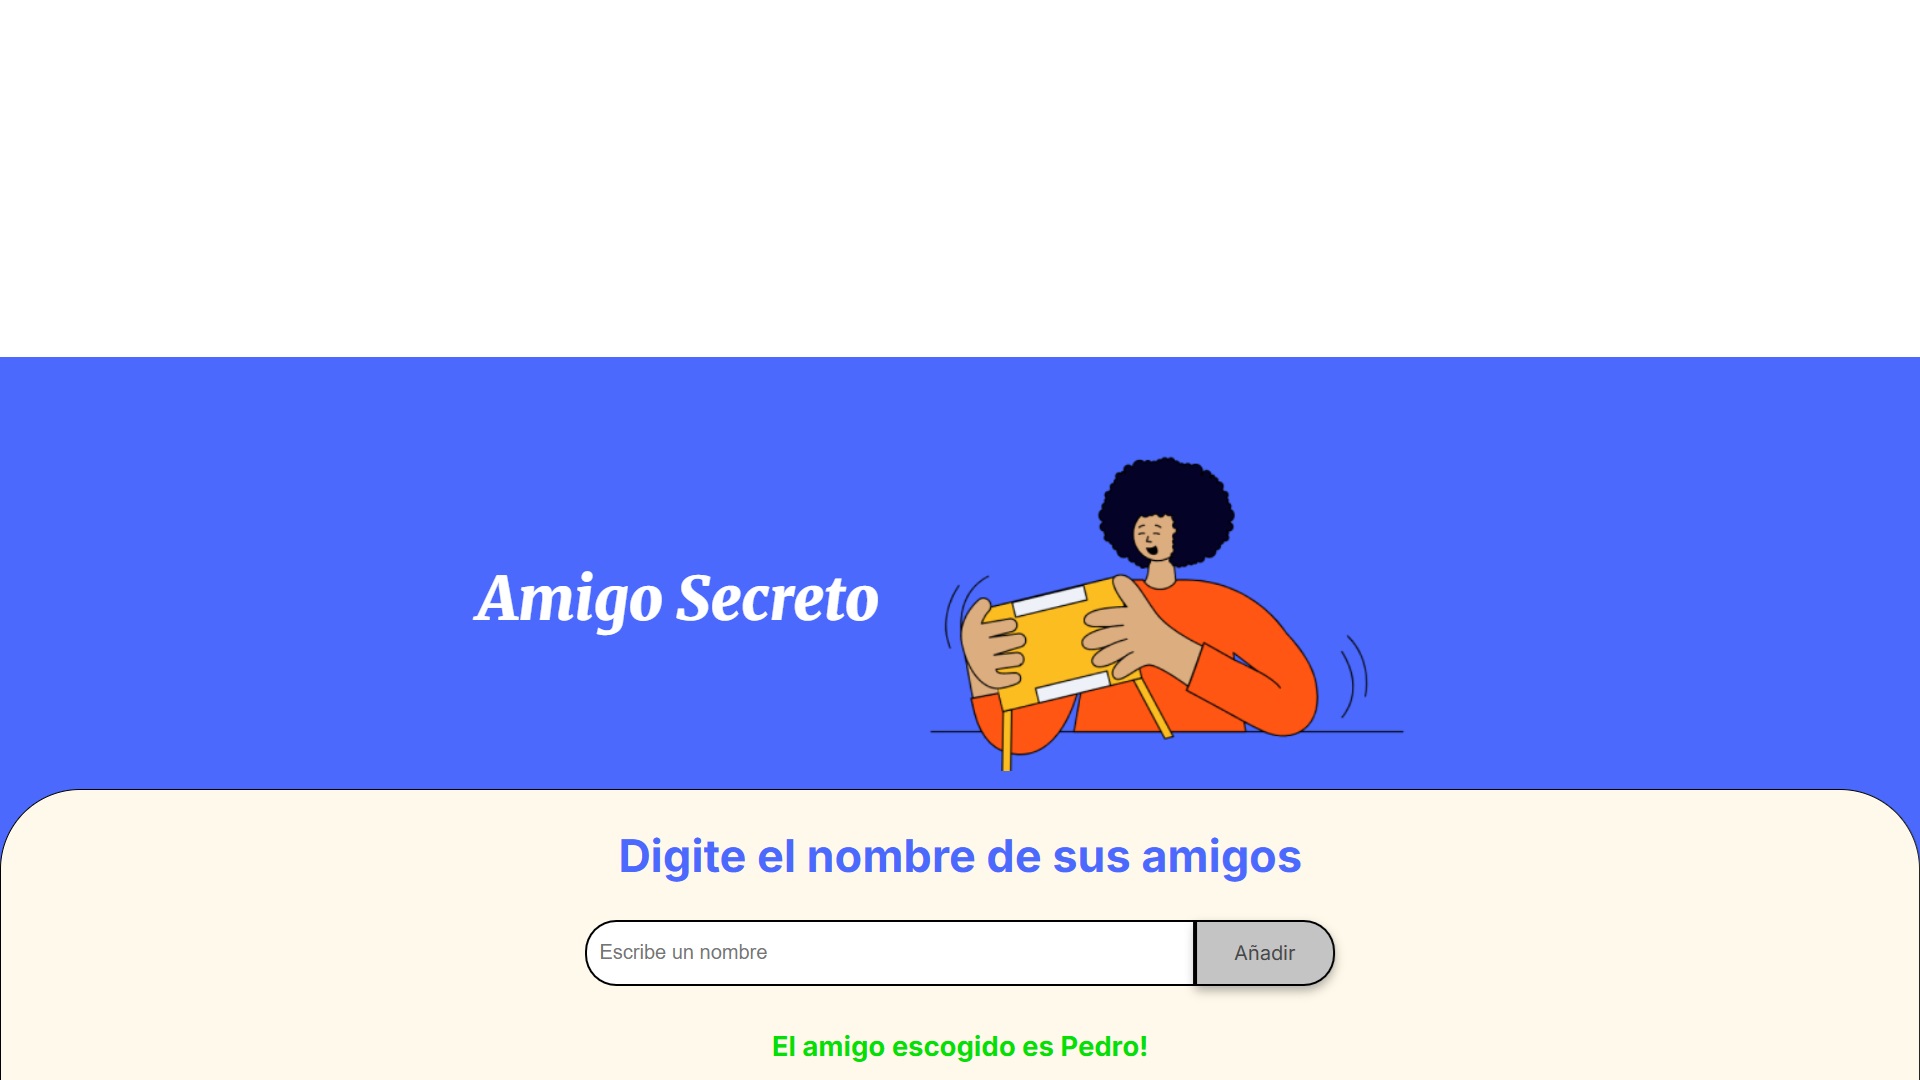 Amigo Secreto
Digite el nombre de sus amigos
Escribe un nombre
Añadir
El amigo escogido es Pedro!